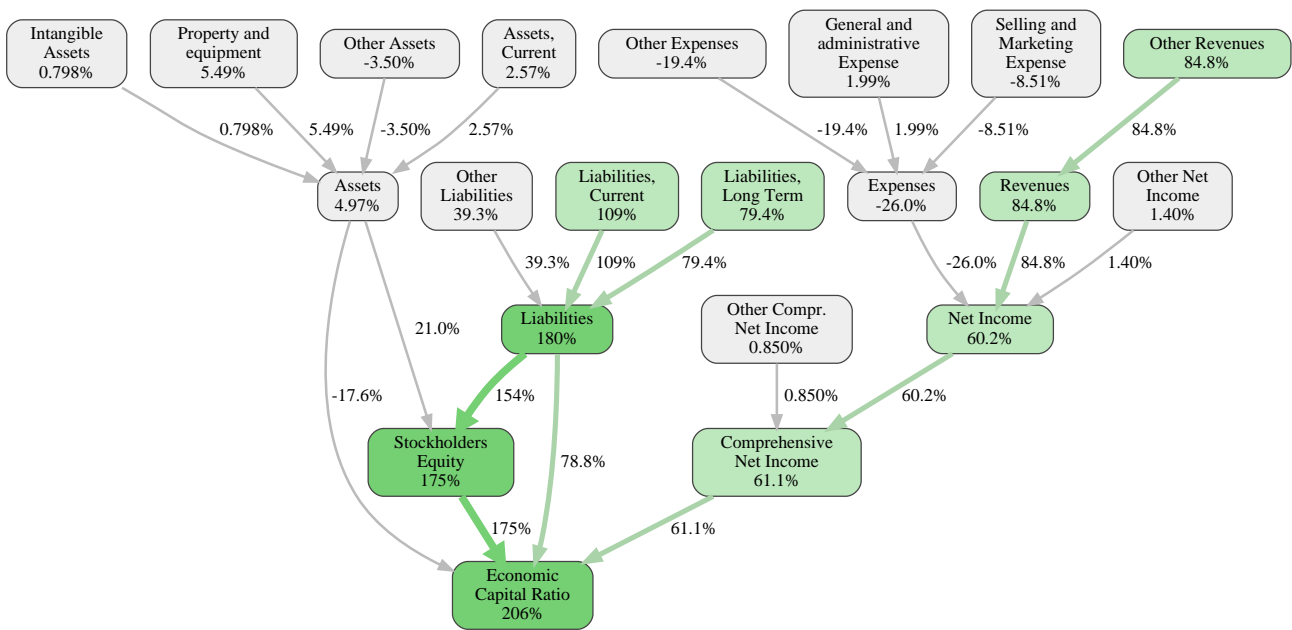 Intangible
Assets
0.798%
Property and
equipment
5.49%
Other Assets
-3.50%
Assets,
Current
2.57%
Other Expenses
-19.4%
General and
administrative
Expense
1.99%
Selling and
Marketing
Expense
-8.51%
Other Revenues
84.8%
0.798%
5.49%
-3.50%
2.57%
-19.4%
1.99%
-8.51%
84.8%
Assets
4.97%
Other
Liabilities
39.3%
Liabilities,
Current
109%
Liabilities,
Long Term
79.4%
Expenses
-26.0%
Revenues
84.8%
Other Net
Income
1.40%
39.3%
109%
79.4%
-26.0%
84.8%
1.40%
Liabilities
180%
Other Compr.
Net Income
0.850%
Net Income
60.2%
21.0%
-17.6%
154%
0.850%
60.2%
Stockholders
Equity
175%
78.8%
Comprehensive
Net Income
61.1%
175%
61.1%
Economic
Capital Ratio
206%